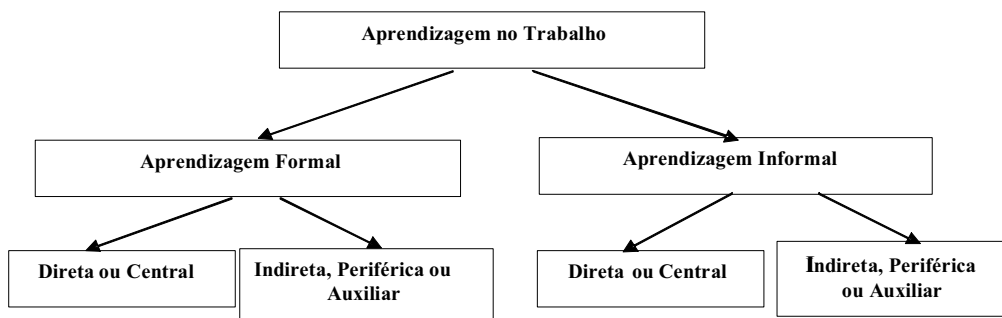 Aprendizagem no Trabalho
Aprendizagem Formal
Aprendizagem Informal
Direta ou Central
Indireta, Periférica ou
Auxiliar
Direta ou Central
Indireta, Periférica
ou Auxiliar